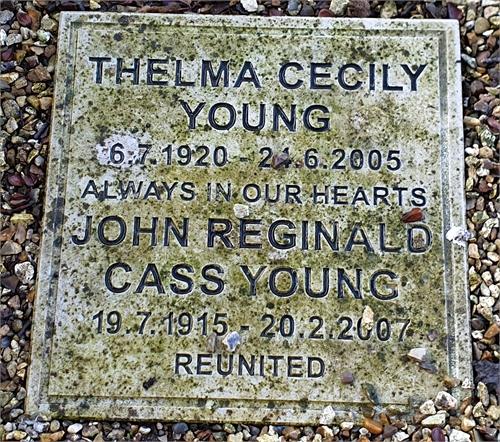 THELMA CECILY
YOUNG
6.7.1920 - 24.6.2005
ALWAYS IN OUR HEARTS
JOHN REGINALD
CASS YOUNG
19.7.1915 - 20.2.2007
REUNITED